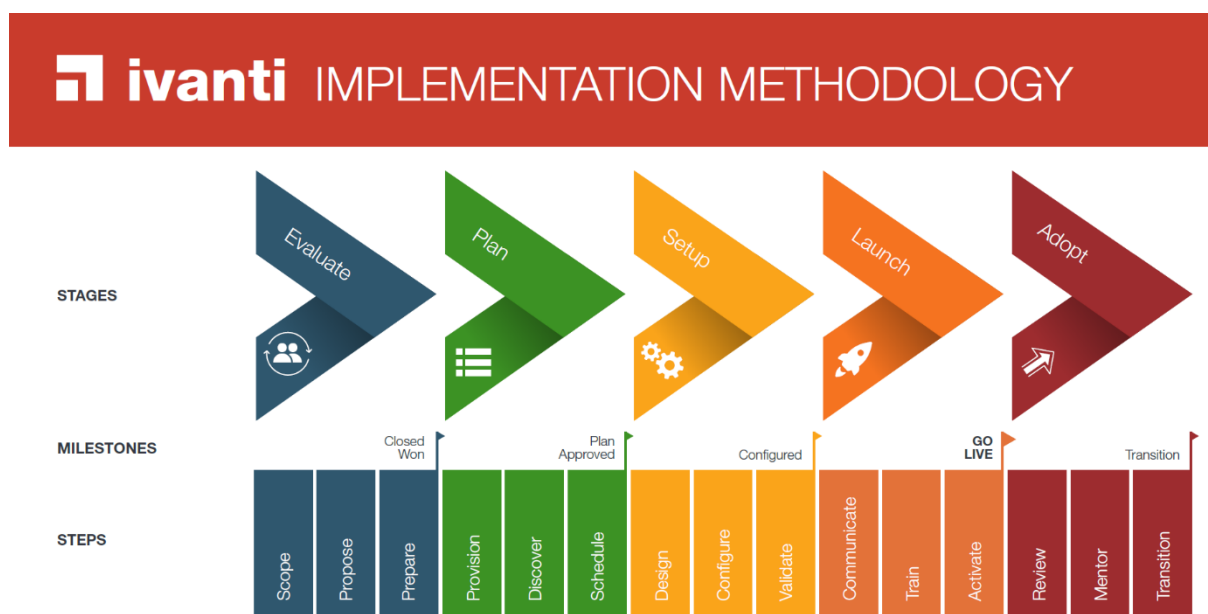 ivanti IMPLEMENTATION METHODOLOGY
STAGES
Evaluate
Plan
Setup
Launch
Adopt
MILESTONES
Closed
Won
Plan
Approved
Configured
GO
LIVE
Transition
STEPS
Scope
Propose
Prepare
Provision
Discover
Schedule
Design
Configure
Validate
Communicate
Train
Activate
Review
Mentor
Transition